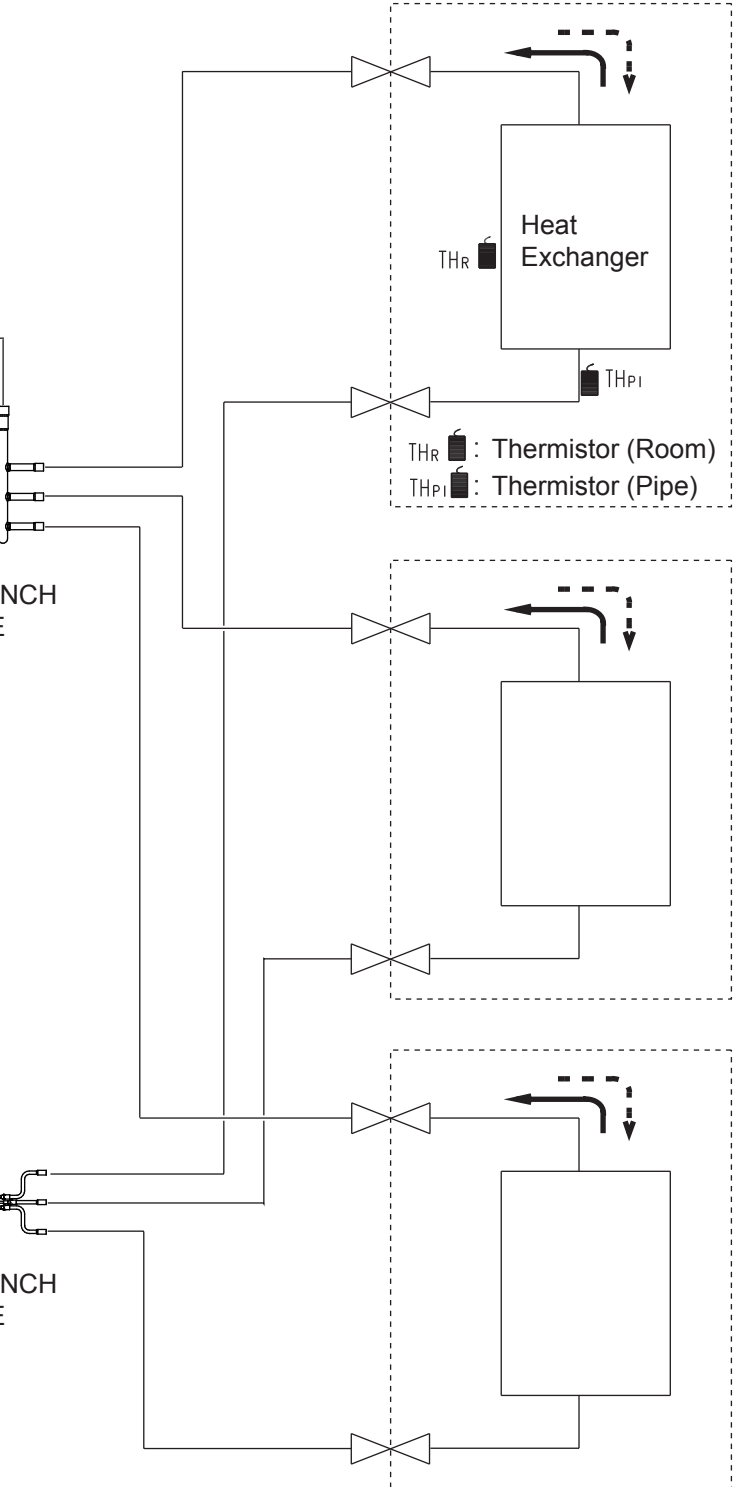 Heat
Exchanger
THR
THPI
THR : Thermistor (Room)
THPI : Thermistor (Pipe)
NCH
E
NCH
E